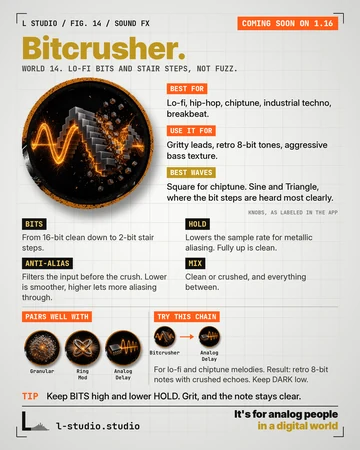 L STUDIO / FIG. 14 / SOUND FX
COMING SOON ON 1.16
Bitcrusher.
WORLD 14. LO-FI BITS AND STAIR STEPS, NOT FUZZ.
BEST FOR
Lo-fi, hip-hop, chiptune, industrial techno,
breakbeat.
USE IT FOR
Gritty leads, retro 8-bit tones, aggressive
bass texture.
BEST WAVES
Square for chiptune. Sine and Triangle,
where the bit steps are heard most clearly.
KNOBS, AS LABELED IN THE APP
BITS
From 16-bit clean down to 2-bit stair
steps.
HOLD
Lowers the sample rate for metallic
aliasing. Fully up is clean.
ANTI-ALIAS
Filters the input before the crush. Lower
is smoother, higher lets more aliasing
through.
MIX
Clean or crushed, and everything
between.
PAIRS WELL WITH
Granular
Ring
Mod
Analog
Delay
TRY THIS CHAIN
Bitcrusher
Analog
Delay
For lo-fi and chiptune melodies. Result: retro 8-bit
notes with crushed echoes. Keep DARK low.
TIP Keep BITS high and lower HOLD. Grit, and the note stays clear.
l-studio.studio
It's for analog people
in a digital world